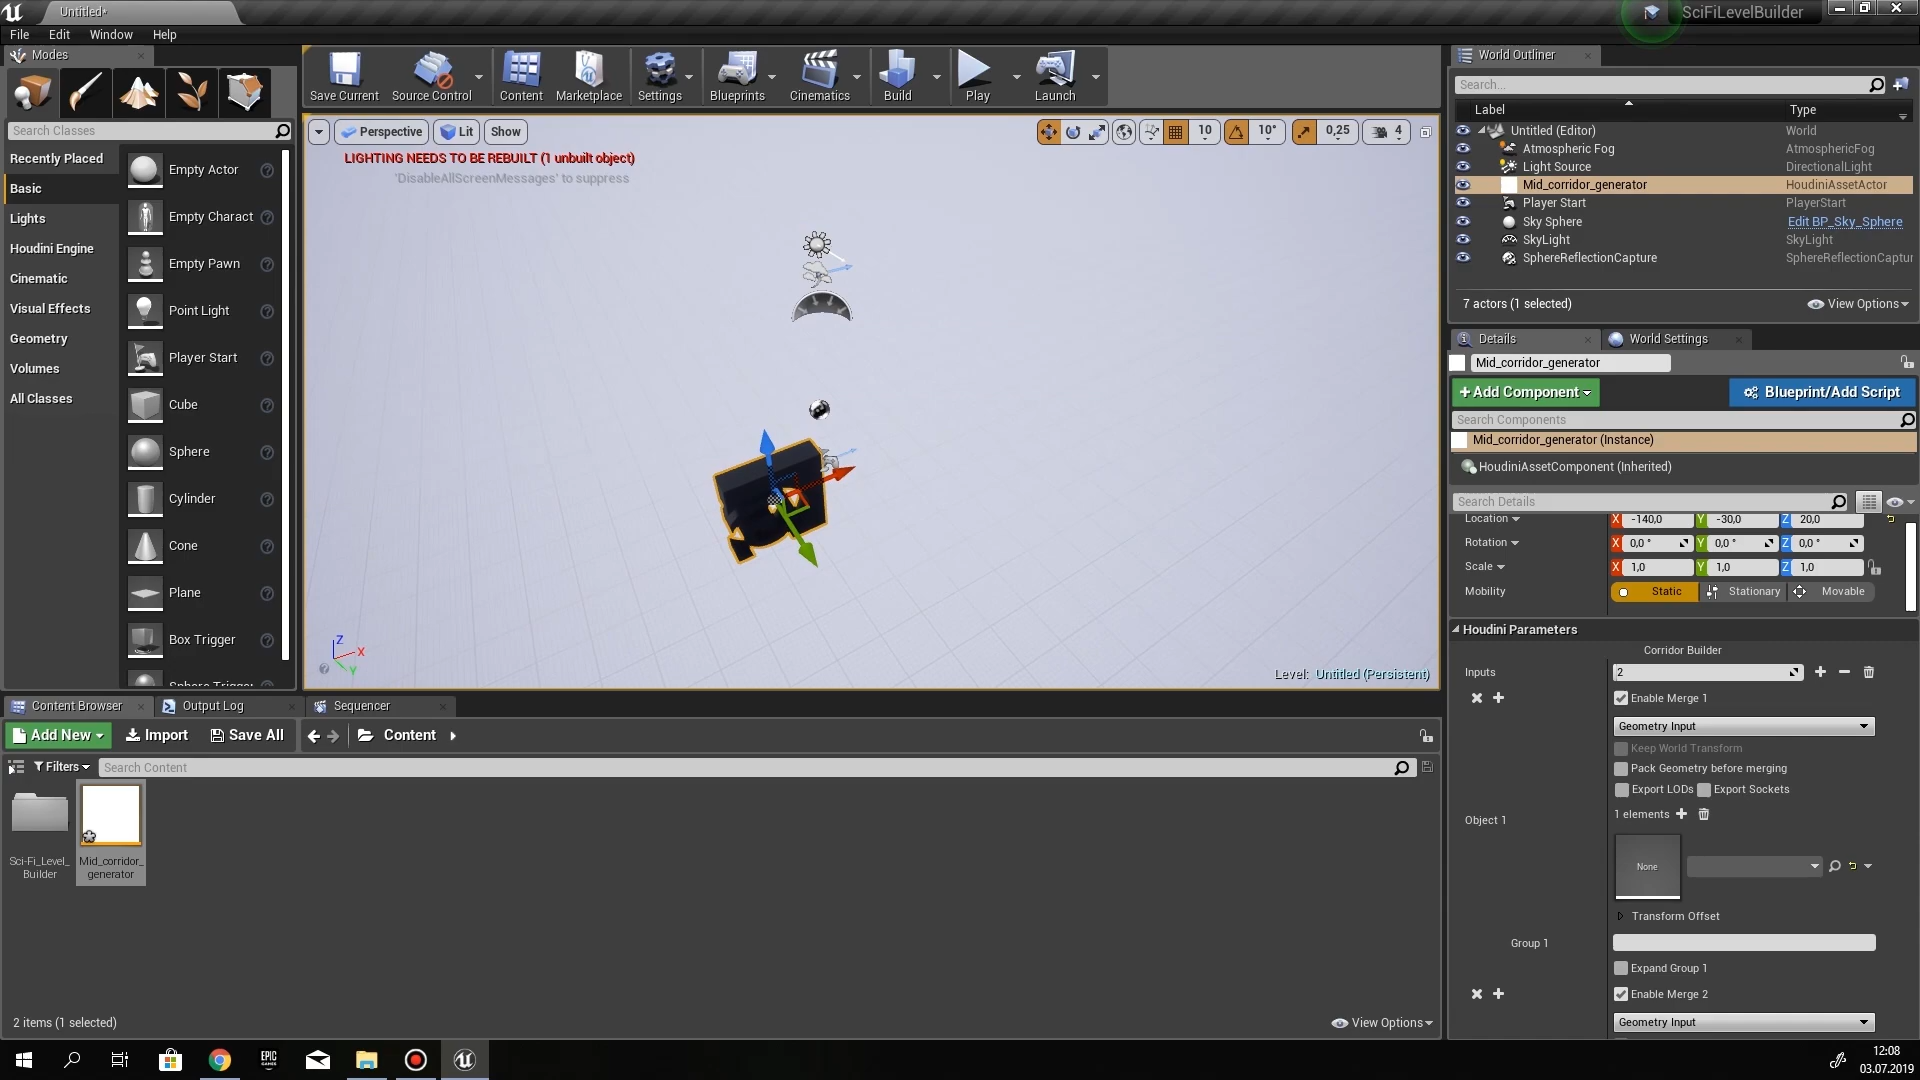 Untitled*
SciFiLevelBuilder
File Edit Window Help
Modes
Search Classes
Recently Placed
Basic
Lights
Houdini Engine
Cinematic
Visual Effects
Geometry
Volumes
All Classes
Empty Actor
Empty Charact
Empty Pawn
Point Light
Player Start
Cube
Sphere
Cylinder
Cone
Plane
Box Trigger
Sphere Trigger
Save Current
Source Control
Content
Marketplace
Settings
Blueprints
Cinematics
Build
Play
Launch
Perspective Lit Show
10 10° 0,25 4
LIGHTING NEEDS TO BE REBUILT (1 unbuilt object)
'DisableAllScreenMessages' to suppress
Z
X
Y
Level: Untitled (Persistent)
World Outliner
Search...
Label Type
Untitled (Editor) World
Atmospheric Fog AtmosphericFog
Light Source DirectionalLight
Mid_corridor_generator HoudiniAssetActor
Player Start PlayerStart
Sky Sphere Edit BP_Sky_Sphere
SkyLight SkyLight
SphereReflectionCapture SphereReflectionCaptur
7 actors (1 selected) View Options
Details World Settings
Mid_corridor_generator
+Add Component Blueprint/Add Script
Search Components
Mid_corridor_generator (Instance)
HoudiniAssetComponent (Inherited)
Search Details
Location X -140,0 Y -30,0 Z 20,0
Rotation X 0,0 ° Y 0,0 ° Z 0,0 °
Scale X 1,0 Y 1,0 Z 1,0
Mobility Static Stationary Movable
Houdini Parameters
Corridor Builder
Inputs 2
Enable Merge 1
Geometry Input
Keep World Transform
Pack Geometry before merging
Export LODs Export Sockets
1 elements
Object 1
None
Transform Offset
Group 1
Expand Group 1
Enable Merge 2
Geometry Input
Content Browser Output Log Sequencer
Add New Import Save All Content
Filters Search Content
Sci-Fi_Level_
Builder
Mid_corridor_
generator
2 items (1 selected) View Options
EPIC
GAMES
12:08
03.07.2019